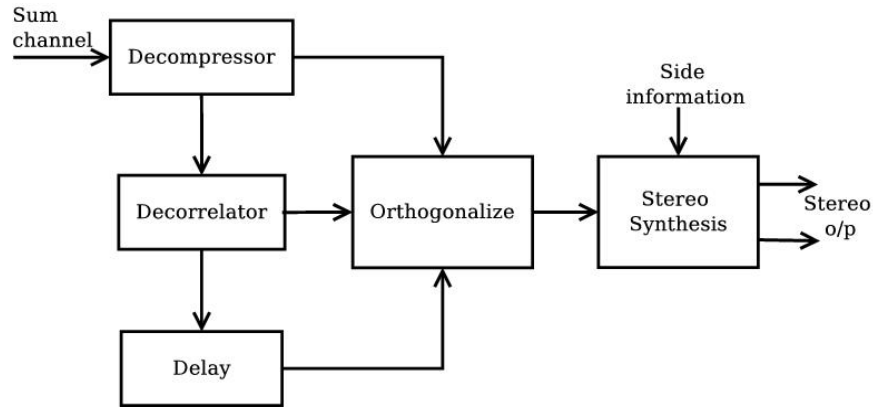 Sum
channel
Decompressor
Side
information
Decorrelator
Orthogonalize
Stereo
Synthesis
Stereo
o/p
Delay